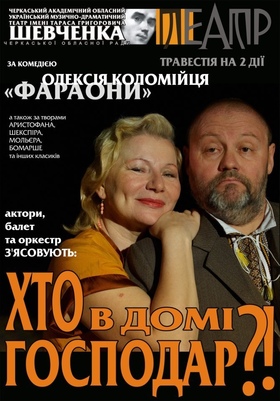 ЧЕРКАСЬКИЙ АКАДЕМІЧНИЙ ОБЛАСНИЙ
УКРАЇНСЬКИЙ МУЗИЧНО-ДРАМАТИЧНИЙ
ТЕАТР ІМЕНІ ТАРАСА ГРИГОРОВИЧА
ШЕВЧЕНКА
ЧЕРКАСЬКОЇ ОБЛАСНОЇ РАДИ
ТЕАТР
ТРАВЕСТІЯ НА 2 ДІЇ
ЗА КОМЕДІЄЮ
ОЛЕКСІЯ КОЛОМІЙЦЯ
«ФАРАОНИ»
а також за творами
АРИСТОФАНА,
ШЕКСПІРА,
МОЛЬЄРА,
БОМАРШЕ
та інших класиків
актори,
балет
та оркестр
З'ЯСОВУЮТЬ:
ХТО В ДОМІ
ГОСПОДАР?!